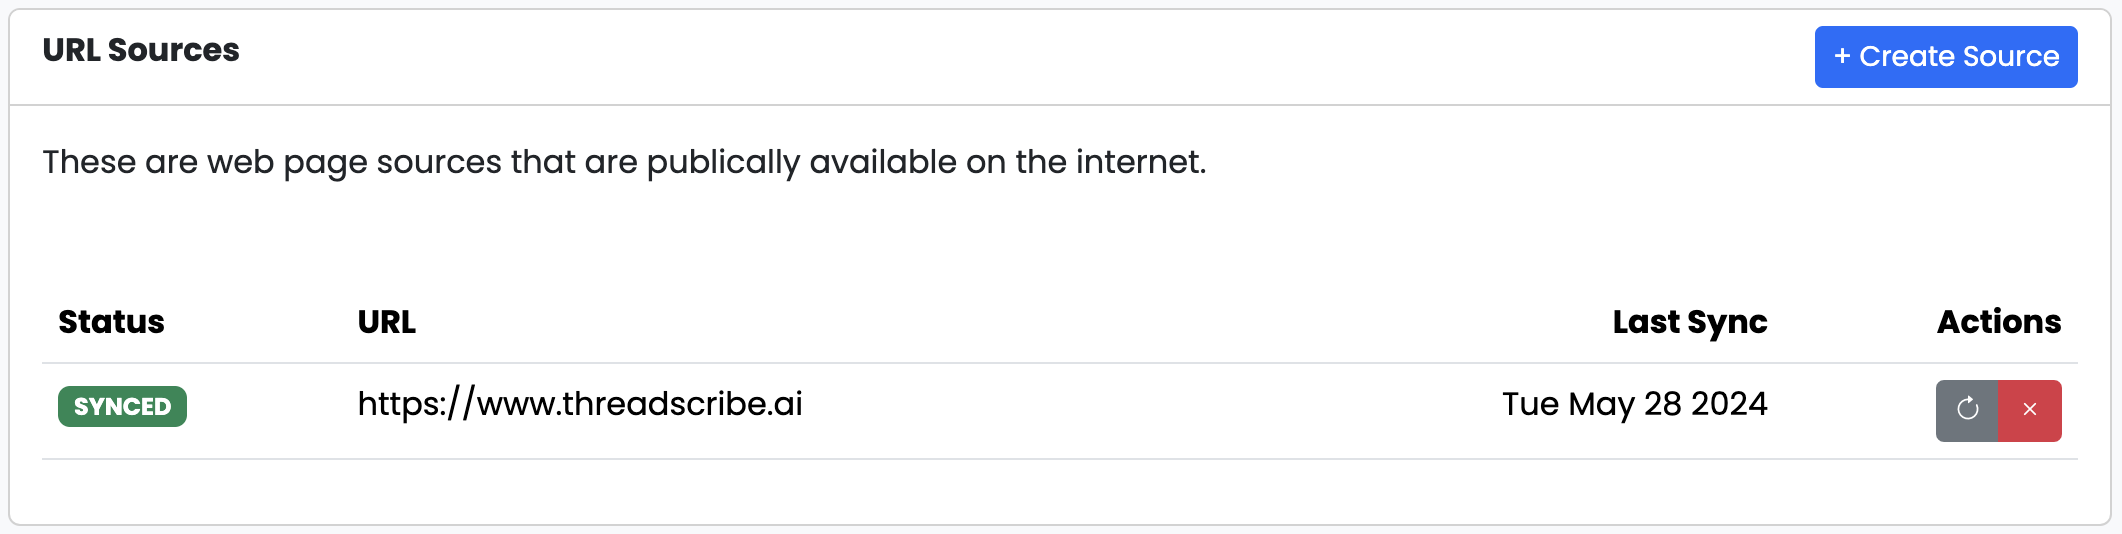 URL Sources
+ Create Source
These are web page sources that are publically available on the internet.
Status URL Last Sync Actions
SYNCED https://www.threadscribe.ai Tue May 28 2024